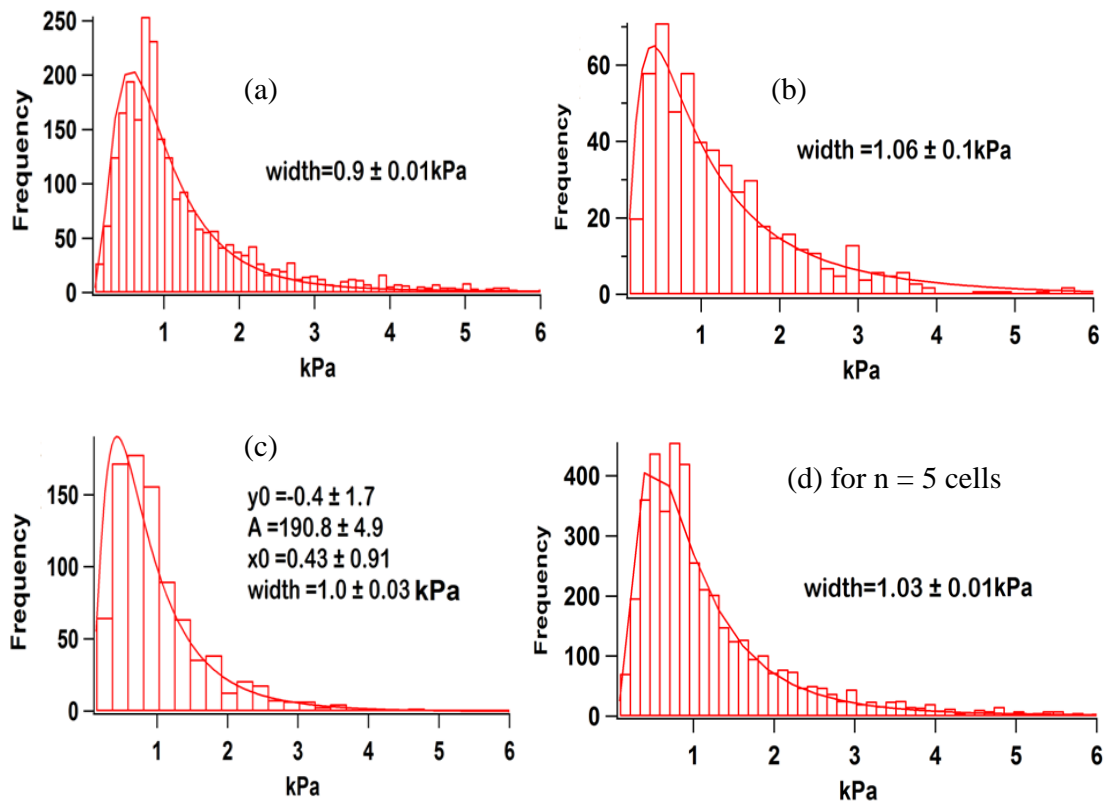 250
200
150
100
50
0
Frequency
(a)
width=0.9 ± 0.01kPa
1 2 3 4 5 6
kPa
60
40
20
0
Frequency
(b)
width =1.06 ± 0.1kPa
1 2 3 4 5 6
kPa
150
100
50
0
Frequency
(c)
y0 =-0.4 ± 1.7
A =190.8 ± 4.9
x0 =0.43 ± 0.91
width =1.0 ± 0.03 kPa
1 2 3 4 5 6
kPa
400
300
200
100
0
Frequency
(d) for n = 5 cells
width=1.03 ± 0.01kPa
1 2 3 4 5 6
kPa